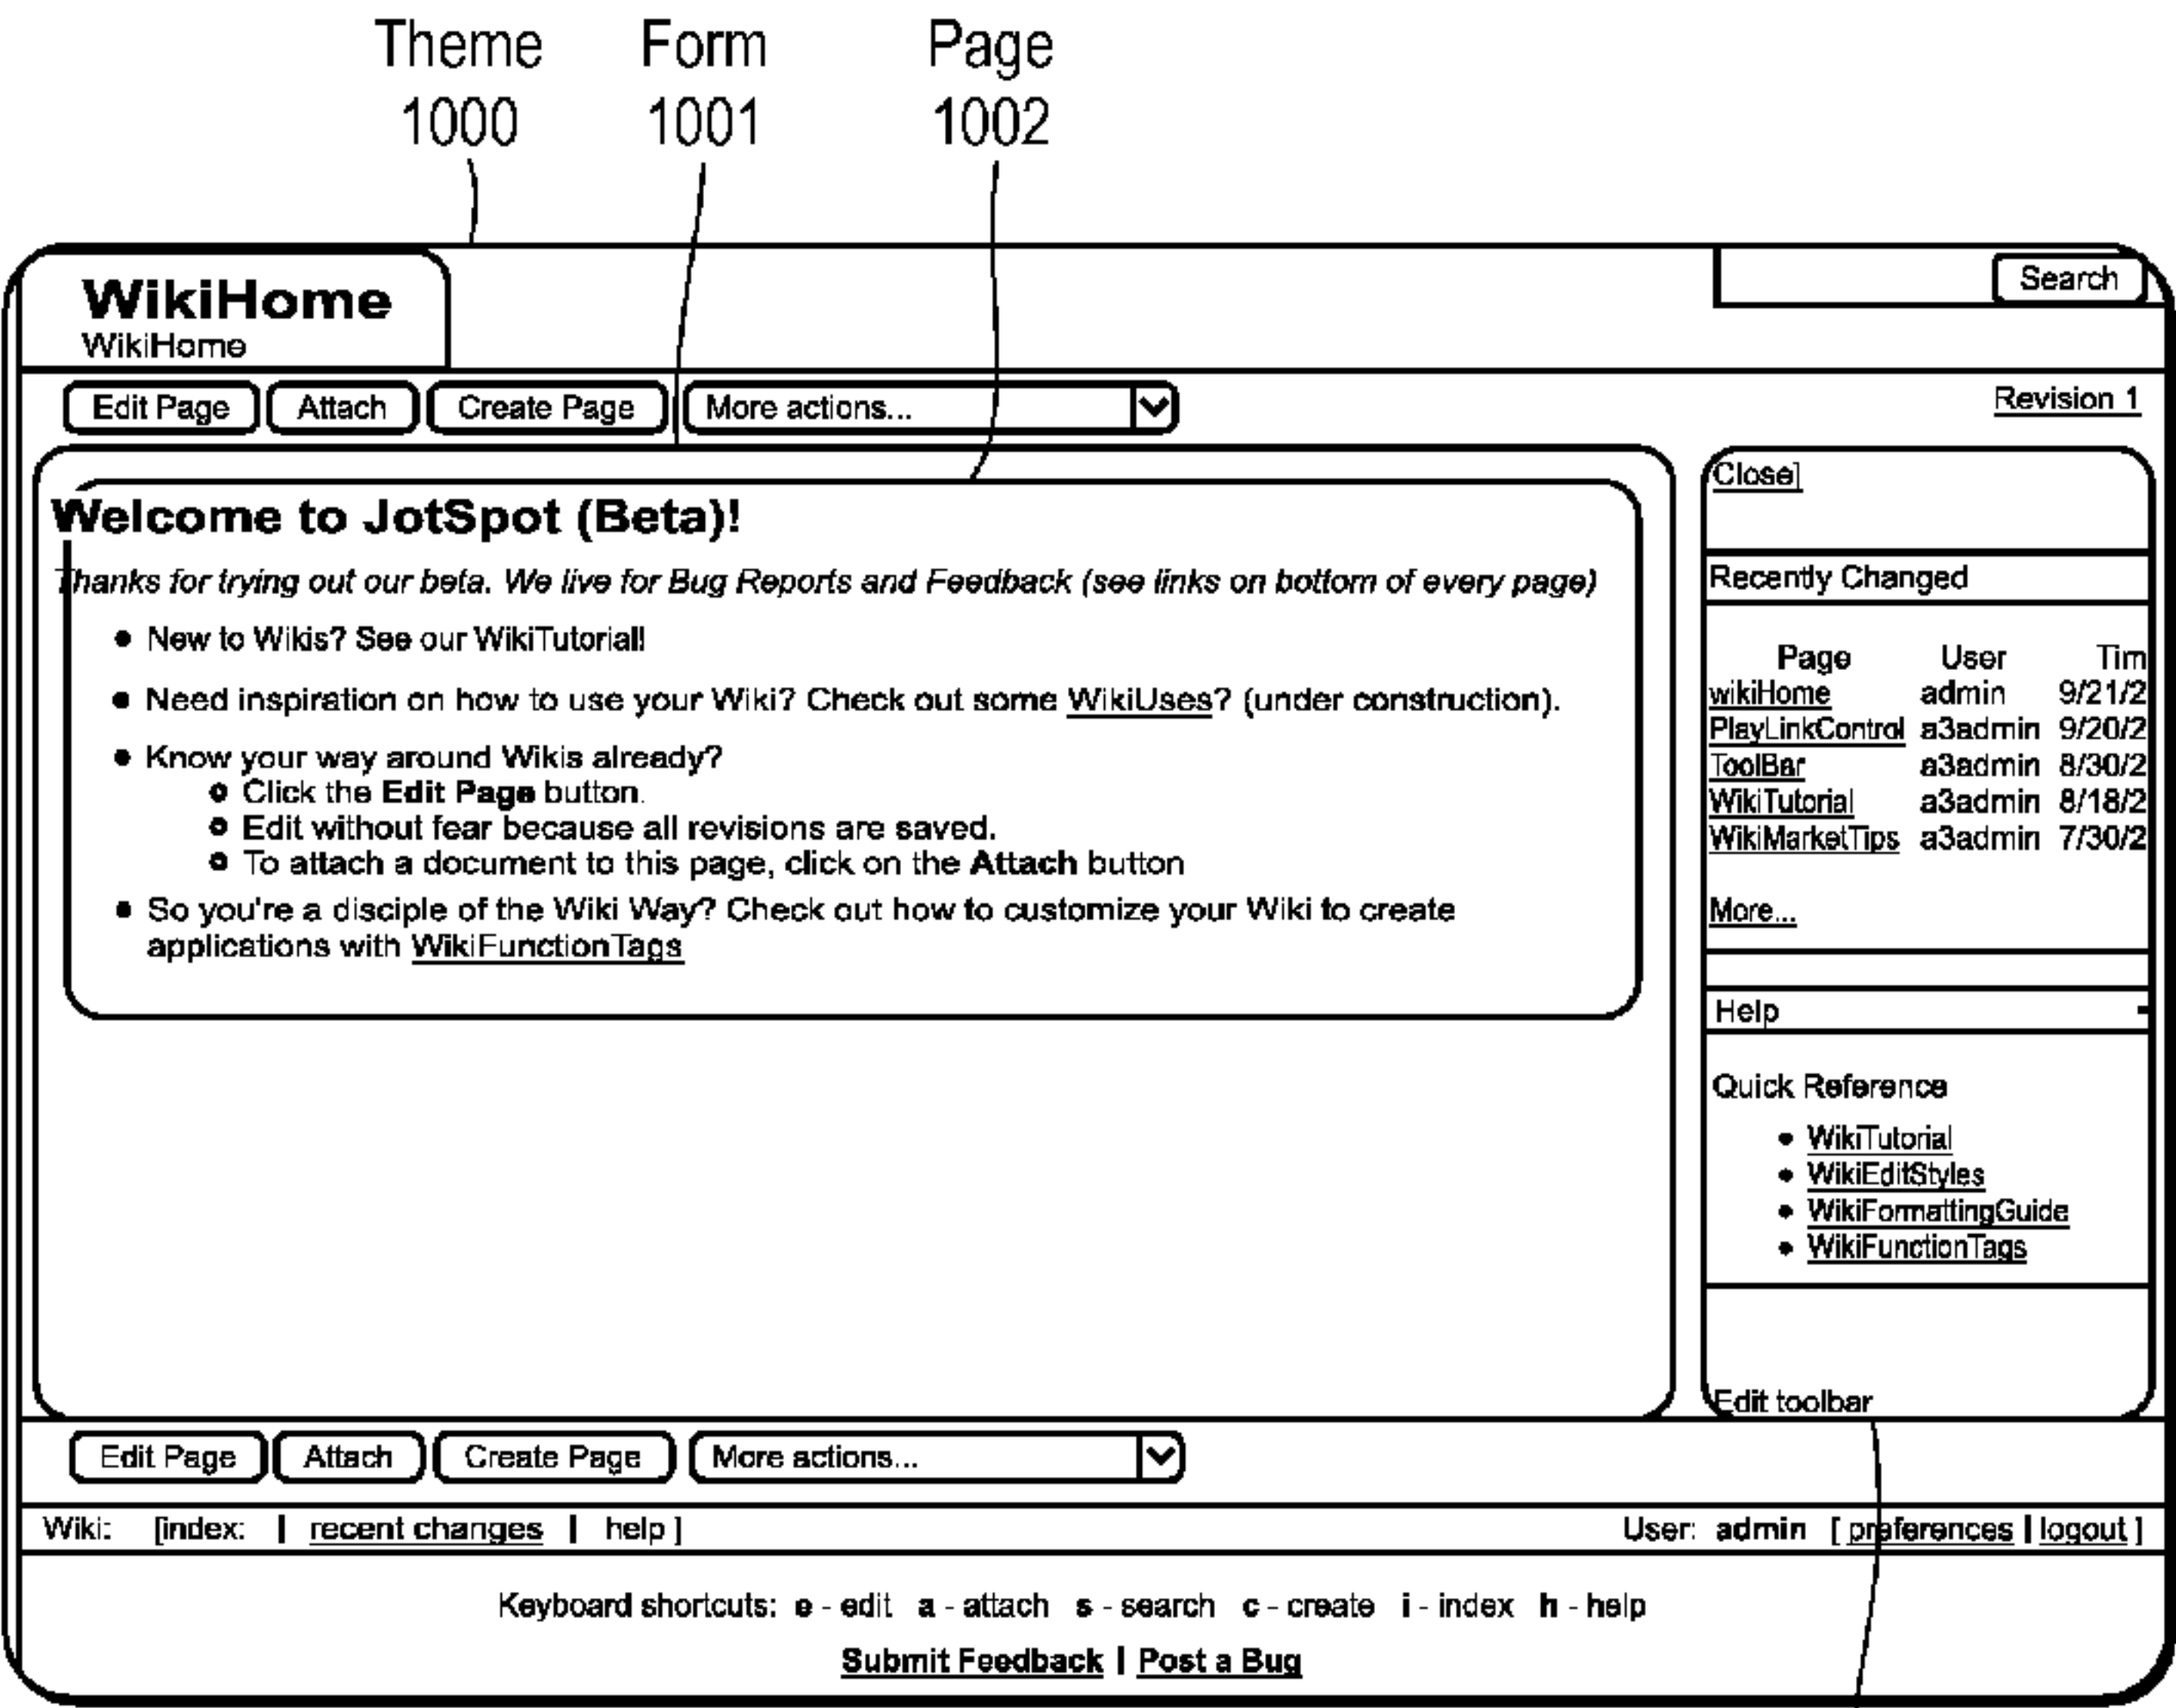 Theme Form Page
1000 1001 1002
WikiHome
WikiHome
Search
Edit Page Attach Create Page More actions...
Revision 1
Welcome to JotSpot (Beta)!
Thanks for trying out our beta. We live for Bug Reports and Feedback (see links on bottom of every page)
• New to Wikis? See our WikiTutorial!
• Need inspiration on how to use your Wiki? Check out some WikiUses? (under construction).
• Know your way around Wikis already?
Click the Edit Page button.
Edit without fear because all revisions are saved.
To attach a document to this page, click on the Attach button
• So you're a disciple of the Wiki Way? Check out how to customize your Wiki to create
applications with WikiFunctionTags
Close]
Recently Changed
Page User Tim
wikiHome admin 9/21/2
PlayLinkControl a3admin 9/20/2
ToolBar a3admin 8/30/2
WikiTutorial a3admin 8/18/2
WikiMarketTips a3admin 7/30/2
More...
Help -
Quick Reference
• WikiTutorial
• WikiEditStyles
• WikiFormattingGuide
• WikiFunctionTags
Edit toolbar
Edit Page Attach Create Page More actions...
Wiki: [index: | recent changes | help ]
User: admin [ preferences | logout ]
Keyboard shortcuts: e - edit a - attach s - search c - create i - index h - help
Submit Feedback | Post a Bug